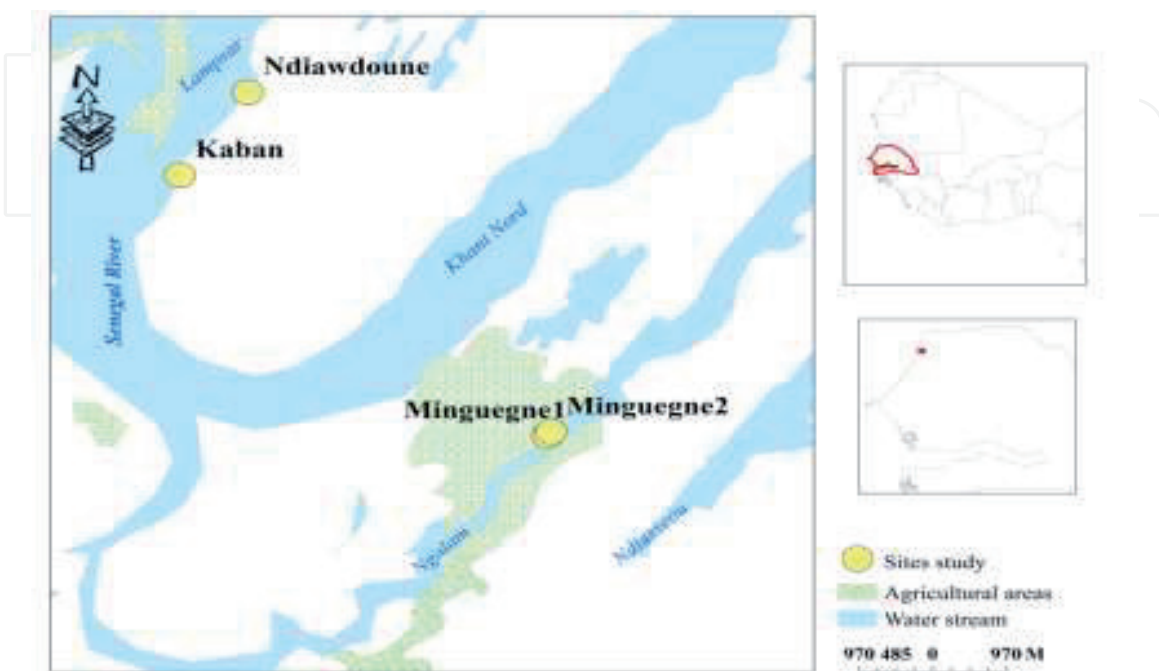 N
Lampsar
Ndiawdoune
Kaban
Senegal River
Khant Nord
Minguegne1 Minguegne2
Ngalam
Sites study
Agricultural areas
Water stream
970 485 0 970 M